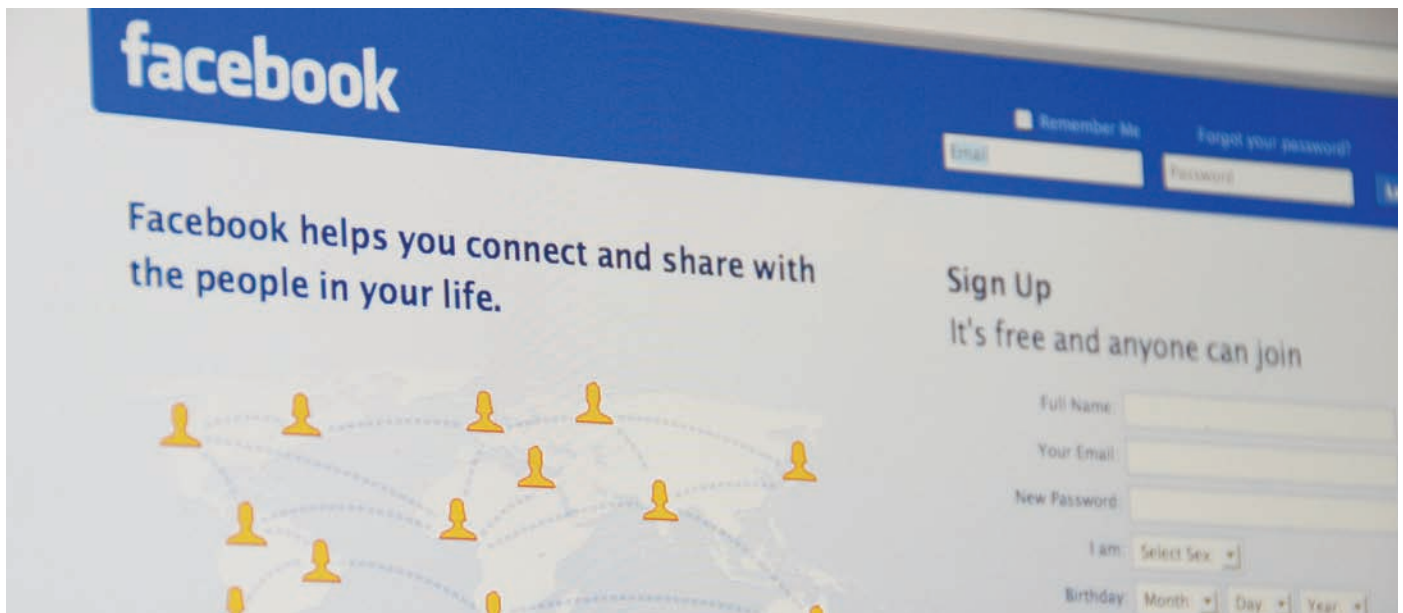 facebook
Remember Me
Forgot your password?
Email
Password
Facebook helps you connect and share with
the people in your life.
Sign Up
It's free and anyone can join
Full Name:
Your Email:
New Password:
I am: Select Sex:
Birthday: Month: Day: Year: